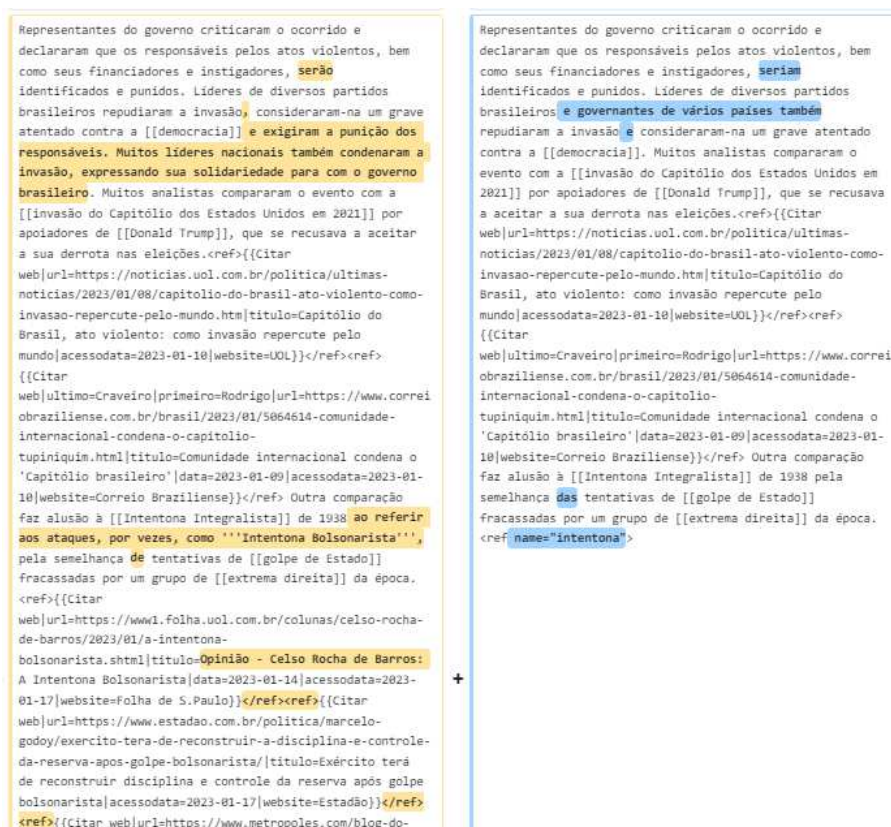 Representantes do governo criticaram o ocorrido e
declararam que os responsáveis pelos atos violentos, bem
como seus financiadores e instigadores, serão
identificados e punidos. Líderes de diversos partidos
brasileiros repudiaram a invasão, consideraram-na um grave
atentado contra a [[democracia]] e exigiram a punição dos
responsáveis. Muitos líderes nacionais também condenaram a
invasão, expressando sua solidariedade para com o governo
brasileiro. Muitos analistas compararam o evento com a
[[invasão do Capitólio dos Estados Unidos em 2021]] por
apoiadores de [[Donald Trump]], que se recusava a aceitar
a sua derrota nas eleições.<ref>{{Citar
web|url=https://noticias.uol.com.br/politica/ultimas-
noticias/2023/01/08/capitolio-do-brasil-ato-violento-como-
invasao-repercute-pelo-mundo.htm|titulo=Capitólio do
Brasil, ato violento: como invasão repercute pelo
mundo|acessodata=2023-01-10|website=UOL}}</ref><ref>
{{Citar
web|ultimo=Craveiro|primeiro=Rodrigo|url=https://www.correi
obraziliense.com.br/brasil/2023/01/5064614-comunidade-
internacional-condena-o-capitolio-
tupiniquim.html|titulo=Comunidade internacional condena o
'Capitólio brasileiro'|data=2023-01-09|acessodata=2023-01-
10|website=Correio Braziliense}}</ref> Outra comparação
faz alusão à [[Intentona Integralista]] de 1938 ao referir
aos ataques, por vezes, como '''Intentona Bolsonarista''',
pela semelhança de tentativas de [[golpe de Estado]]
fracassadas por um grupo de [[extrema direita]] da época.
<ref>{{Citar
web|url=https://www1.folha.uol.com.br/colunas/celso-rocha-
de-barros/2023/01/a-intentona-
bolsonarista.shtml|titulo=Opinião - Celso Rocha de Barros:
A Intentona Bolsonarista|data=2023-01-14|acessodata=2023-
01-17|website=Folha de S.Paulo}}</ref><ref>{{Citar
web|url=https://www.estadao.com.br/politica/marcelo-
godoy/exercito-tera-de-reconstruir-a-disciplina-e-controle-
da-reserva-apos-golpe-bolsonarista/|titulo=Exército terá
de reconstruir disciplina e controle da reserva após golpe
bolsonarista|acessodata=2023-01-17|website=Estadão}}</ref>
<ref>{{Citar web|url=https://www.metropoles.com/blog-do-
+
Representantes do governo criticaram o ocorrido e
declararam que os responsáveis pelos atos violentos, bem
como seus financiadores e instigadores, seriam
identificados e punidos. Líderes de diversos partidos
brasileiros e governantes de vários países também
repudiaram a invasão e consideraram-na um grave atentado
contra a [[democracia]]. Muitos analistas compararam o
evento com a [[invasão do Capitólio dos Estados Unidos em
2021]] por apoiadores de [[Donald Trump]], que se recusava
a aceitar a sua derrota nas eleições.<ref>{{Citar
web|url=https://noticias.uol.com.br/politica/ultimas-
noticias/2023/01/08/capitolio-do-brasil-ato-violento-como-
invasao-repercute-pelo-mundo.htm|titulo=Capitólio do
Brasil, ato violento: como invasão repercute pelo
mundo|acessodata=2023-01-10|website=UOL}}</ref><ref>
{{Citar
web|ultimo=Craveiro|primeiro=Rodrigo|url=https://www.correi
obraziliense.com.br/brasil/2023/01/5064614-comunidade-
internacional-condena-o-capitolio-
tupiniquim.html|titulo=Comunidade internacional condena o
'Capitólio brasileiro'|data=2023-01-09|acessodata=2023-01-
10|website=Correio Braziliense}}</ref> Outra comparação
faz alusão à [[Intentona Integralista]] de 1938 pela
semelhança das tentativas de [[golpe de Estado]]
fracassadas por um grupo de [[extrema direita]] da época.
<ref name="intentona">